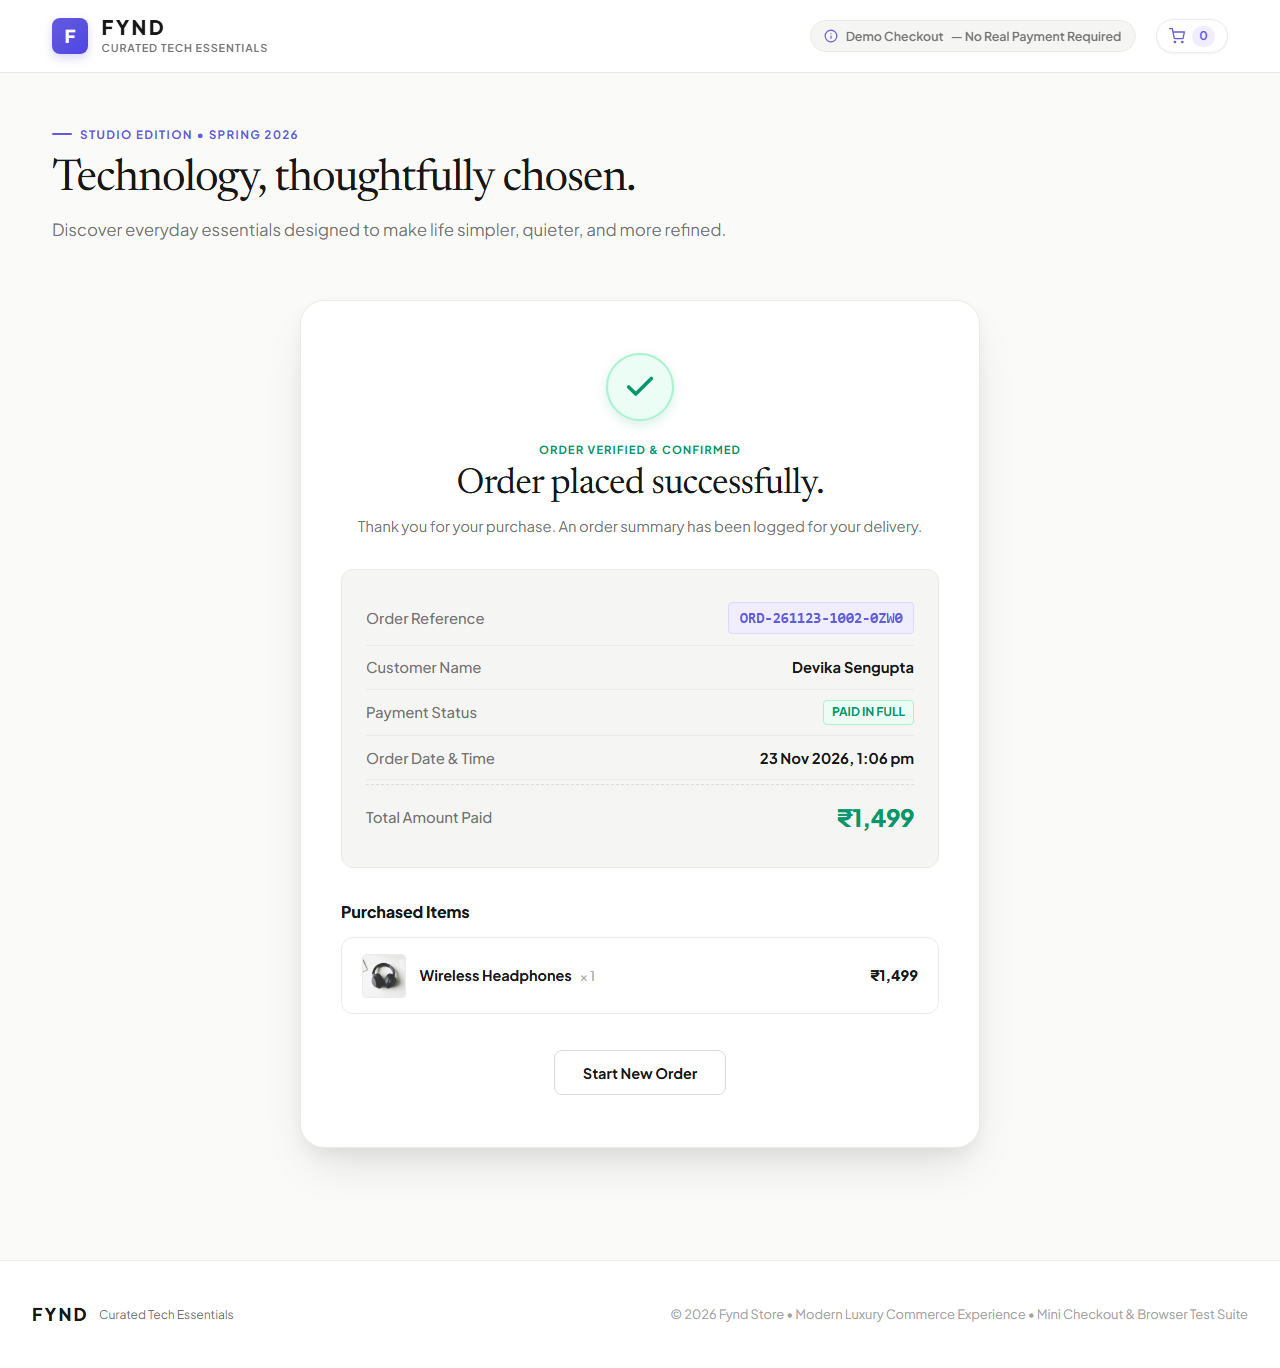 F
FYND
CURATED TECH ESSENTIALS
Demo Checkout — No Real Payment Required
0
STUDIO EDITION • SPRING 2026
Technology, thoughtfully chosen.
Discover everyday essentials designed to make life simpler, quieter, and more refined.
ORDER VERIFIED & CONFIRMED
Order placed successfully.
Thank you for your purchase. An order summary has been logged for your delivery.
Order Reference ORD-261123-1002-0ZW0
Customer Name Devika Sengupta
Payment Status PAID IN FULL
Order Date & Time 23 Nov 2026, 1:06 pm
Total Amount Paid ₹1,499
Purchased Items
Wireless Headphones × 1 ₹1,499
Start New Order
FYND Curated Tech Essentials
© 2026 Fynd Store • Modern Luxury Commerce Experience • Mini Checkout & Browser Test Suite